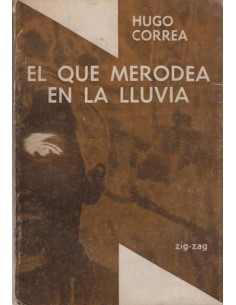 HUGO
CORREA
EL QUE MERODEA
EN LA LLUVIA
zig-zag